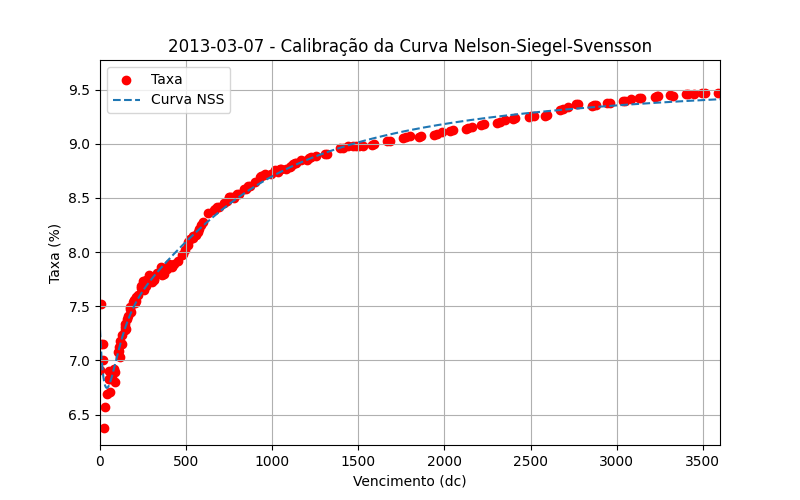 2013-03-07 - Calibração da Curva Nelson-Siegel-Svensson
Taxa
Curva NSS
Taxa (%)
9.5
9.0
8.5
8.0
7.5
7.0
6.5
0 500 1000 1500 2000 2500 3000 3500
Vencimento (dc)